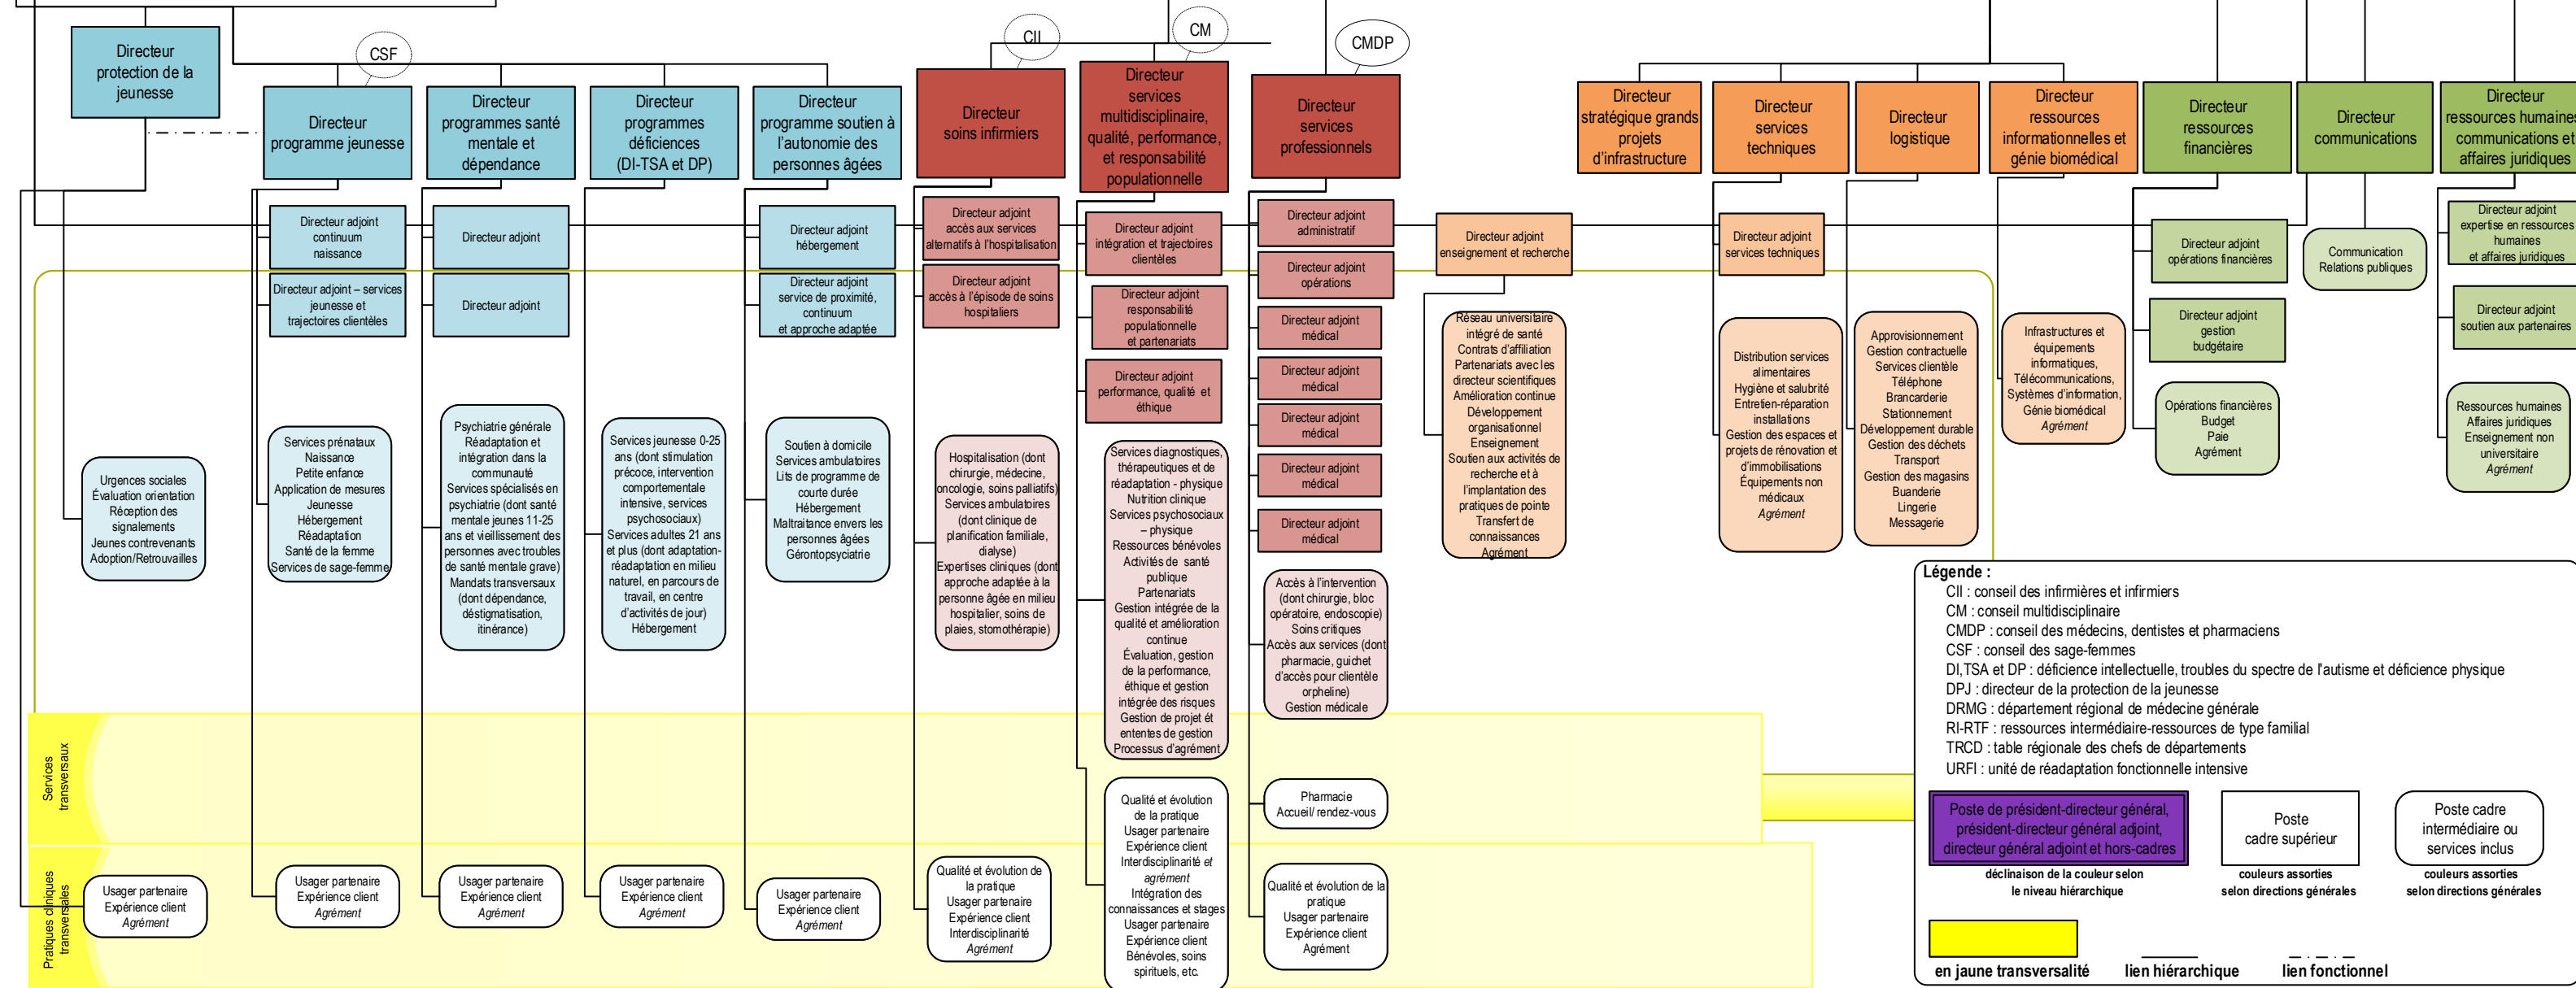 CII
CM
CMDP
CSF
Directeur
protection de la
jeunesse
Directeur
programme jeunesse
Directeur
programmes santé
mentale et
dépendance
Directeur
programmes
déficiences
(DI-TSA et DP)
Directeur
programme soutien à
l'autonomie des
personnes âgées
Directeur
soins infirmiers
Directeur
services
multidisciplinaire,
qualité, performance,
et responsabilité
populationnelle
Directeur
services
professionnels
Directeur
stratégique grands
projets
d'infrastructure
Directeur
services
techniques
Directeur
logistique
Directeur
ressources
informationnelles et
génie biomédical
Directeur
ressources
financières
Directeur
communications
Directeur
ressources humaines
communications et
affaires juridiques
Directeur adjoint
continuum
naissance
Directeur adjoint – services
jeunesse et
trajectoires clientèles
Directeur adjoint
Directeur adjoint
Directeur adjoint
hébergement
Directeur adjoint
service de proximité,
continuum
et approche adaptée
Directeur adjoint
accès aux services
alternatifs à l'hospitalisation
Directeur adjoint
accès à l'épisode de soins
hospitaliers
Directeur adjoint
intégration et trajectoires
clientèles
Directeur adjoint
responsabilité
populationnelle
et partenariats
Directeur adjoint
performance, qualité et
éthique
Directeur adjoint
administratif
Directeur adjoint
opérations
Directeur adjoint
médical
Directeur adjoint
médical
Directeur adjoint
médical
Directeur adjoint
médical
Directeur adjoint
médical
Directeur adjoint
enseignement et recherche
Directeur adjoint
services techniques
Directeur adjoint
opérations financières
Directeur adjoint
gestion
budgétaire
Communication
Relations publiques
Directeur adjoint
expertise en ressources
humaines
et affaires juridiques
Directeur adjoint
soutien aux partenaires
Urgences sociales
Évaluation orientation
Réception des
signalements
Jeunes contrevenants
Adoption/Retrouvailles
Services prénataux
Naissance
Petite enfance
Application de mesures
Jeunesse
Hébergement
Réadaptation
Santé de la femme
Services de sage-femme
Psychiatrie générale
Réadaptation et
intégration dans la
communauté
Services spécialisés en
psychiatrie (dont santé
mentale jeunes 11-25
ans et vieillissement des
personnes avec troubles
de santé mentale grave)
Mandats transversaux
(dont dépendance,
déstigmatisation,
itinérance)
Services jeunesse 0-25
ans (dont stimulation
précoce, intervention
comportementale
intensive, services
psychosociaux)
Services adultes 21 ans
et plus (dont adaptation-
réadaptation en milieu
naturel, en parcours de
travail, en centre
d'activités de jour)
Hébergement
Soutien à domicile
Services ambulatoires
Lits de programme de
courte durée
Hébergement
Maltraitance envers les
personnes âgées
Gérontopsyciatrie
Hospitalisation (dont
chirurgie, médecine,
oncologie, soins palliatifs)
Services ambulatoires
(dont clinique de
planification familiale,
dialyse)
Expertises cliniques (dont
approche adaptée à la
personne âgée en milieu
hospitalier, soins de
plaies, stomothérapie)
Services diagnostiques,
thérapeutiques et de
réadaptation - physique
Nutrition clinique
Services psychosociaux
– physique
Ressources bénévoles
Activités de santé
publique
Partenariats
Gestion intégrée de la
qualité et amélioration
continue
Évaluation, gestion
de la performance,
éthique et gestion
intégrée des risques
Gestion de projet ét
ententes de gestion
Processus d'agrément
Accès à l'intervention
(dont chirurgie, bloc
opératoire, endoscopie)
Soins critiques
Accès aux services (dont
pharmacie, guichet
d'accès pour clientèle
orpheline)
Gestion médicale
Réseau universitaire
intégré de santé
Contrats d'affiliation
Partenariats avec les
directeur scientifiques
Amélioration continue
Développement
organisationnel
Enseignement
Soutien aux activités de
recherche et à
l'implantation des
pratiques de pointe
Transfert de
connaissances
Agrément
Distribution services
alimentaires
Hygiène et salubrité
Entretien-réparation
installations
Gestion des espaces et
projets de rénovation et
d'immobilisations
Équipements non
médicaux
Agrément
Approvisionnement
Gestion contractuelle
Services clientèle
Téléphone
Brancarderie
Stationnement
Développement durable
Gestion des déchets
Transport
Gestion des magasins
Buanderie
Lingerie
Messagerie
Infrastructures et
équipements
informatiques,
Télécommunications,
Systèmes d'information,
Génie biomédical
Agrément
Opérations financières
Budget
Paie
Agrément
Ressources humaines
Affaires juridiques
Enseignement non
universitaire
Agrément
Services
transversaux
Pharmacie
Accueil/ rendez-vous
Pratiques cliniques
transversales
Usager partenaire
Expérience client
Agrément
Usager partenaire
Expérience client
Agrément
Usager partenaire
Expérience client
Agrément
Usager partenaire
Expérience client
Agrément
Usager partenaire
Expérience client
Agrément
Qualité et évolution de
la pratique
Usager partenaire
Expérience client
Interdisciplinarité
Agrément
Qualité et évolution
de la pratique
Usager partenaire
Expérience client
Interdisciplinarité et
agrément
Intégration des
connaissances et stages
Usager partenaire
Expérience client
Bénévoles, soins
spirituels, etc.
Qualité et évolution de la
pratique
Usager partenaire
Expérience client
Agrément
Légende :
CII : conseil des infirmières et infirmiers
CM : conseil multidisciplinaire
CMDP : conseil des médecins, dentistes et pharmaciens
CSF : conseil des sage-femmes
DI,TSA et DP : déficience intellectuelle, troubles du spectre de l'autisme et déficience physique
DPJ : directeur de la protection de la jeunesse
DRMG : département régional de médecine générale
RI-RTF : ressources intermédiaire-ressources de type familial
TRCD : table régionale des chefs de départements
URFI : unité de réadaptation fonctionnelle intensive
Poste de président-directeur général,
président-directeur général adjoint,
directeur général adjoint et hors-cadres
déclinaison de la couleur selon
le niveau hiérarchique
Poste
cadre supérieur
couleurs assorties
selon directions générales
Poste cadre
intermédiaire ou
services inclus
couleurs assorties
selon directions générales
en jaune transversalité
lien hiérarchique
lien fonctionnel